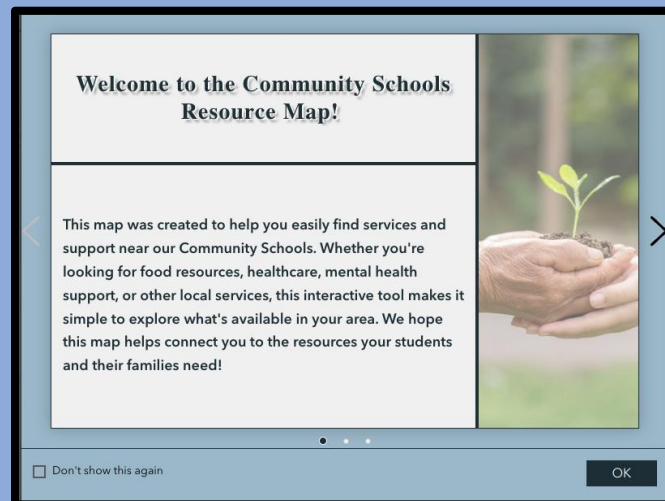 Welcome to the Community Schools
Resource Map!
This map was created to help you easily find services and
support near our Community Schools. Whether you're
looking for food resources, healthcare, mental health
support, or other local services, this interactive tool makes it
simple to explore what's available in your area. We hope
this map helps connect you to the resources your students
and their families need!
Don't show this again
OK